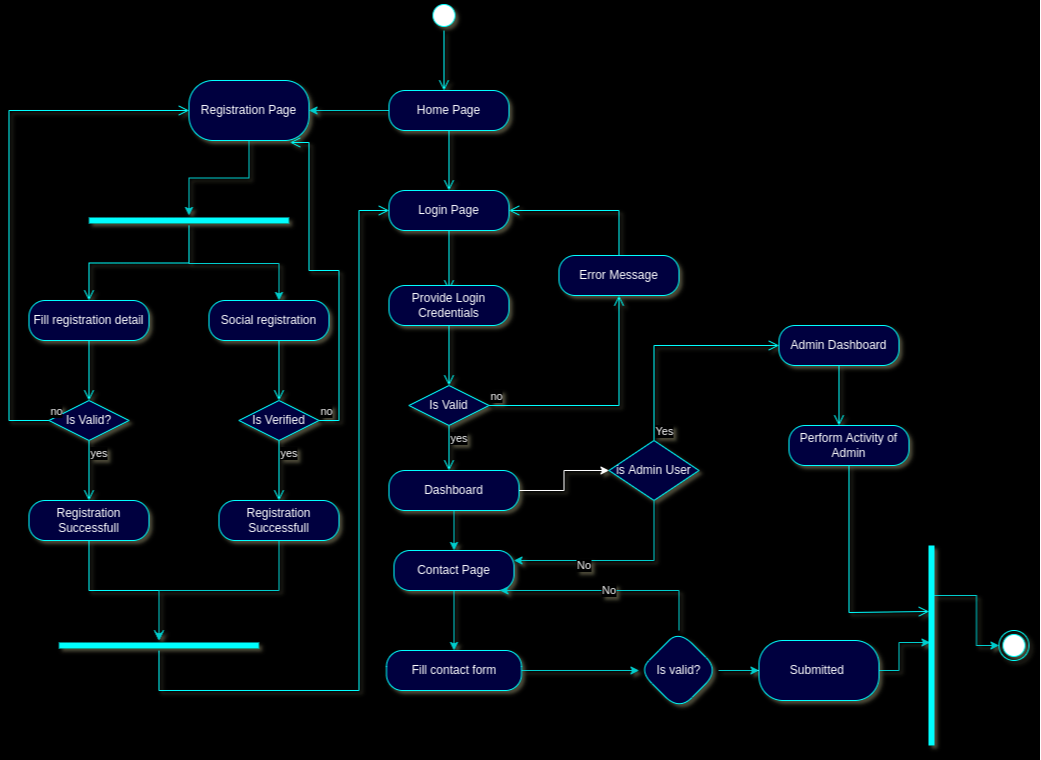 Registration Page
Home Page
Login Page
Error Message
Provide Login
Credentials
Fill registration detail
Social registration
Admin Dashboard
no
Is Valid?
Is Verified
no
Is Valid
no
yes
yes
yes
Yes
Perform Activity of
Admin
is Admin User
Dashboard
Registration
Successfull
Registration
Successfull
Contact Page
No
No
Fill contact form
Is valid?
Submitted